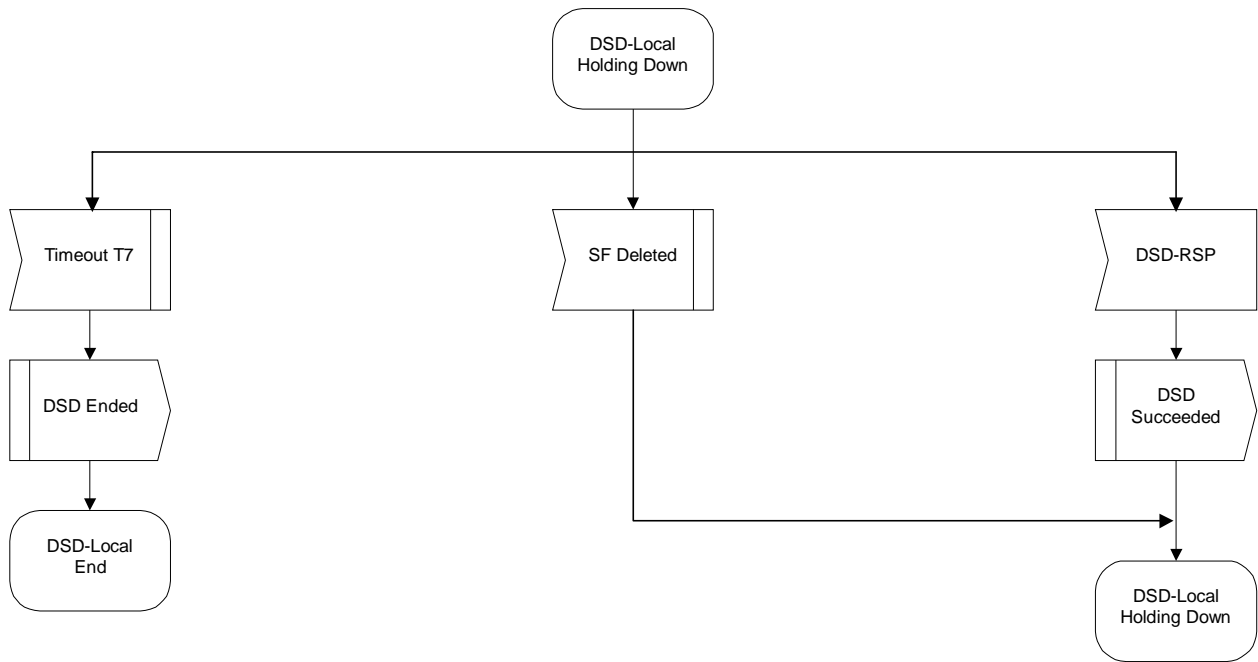 DSD-Local
Holding Down
Timeout T7
SF Deleted
DSD-RSP
DSD Ended
DSD
Succeeded
DSD-Local
End
DSD-Local
Holding Down